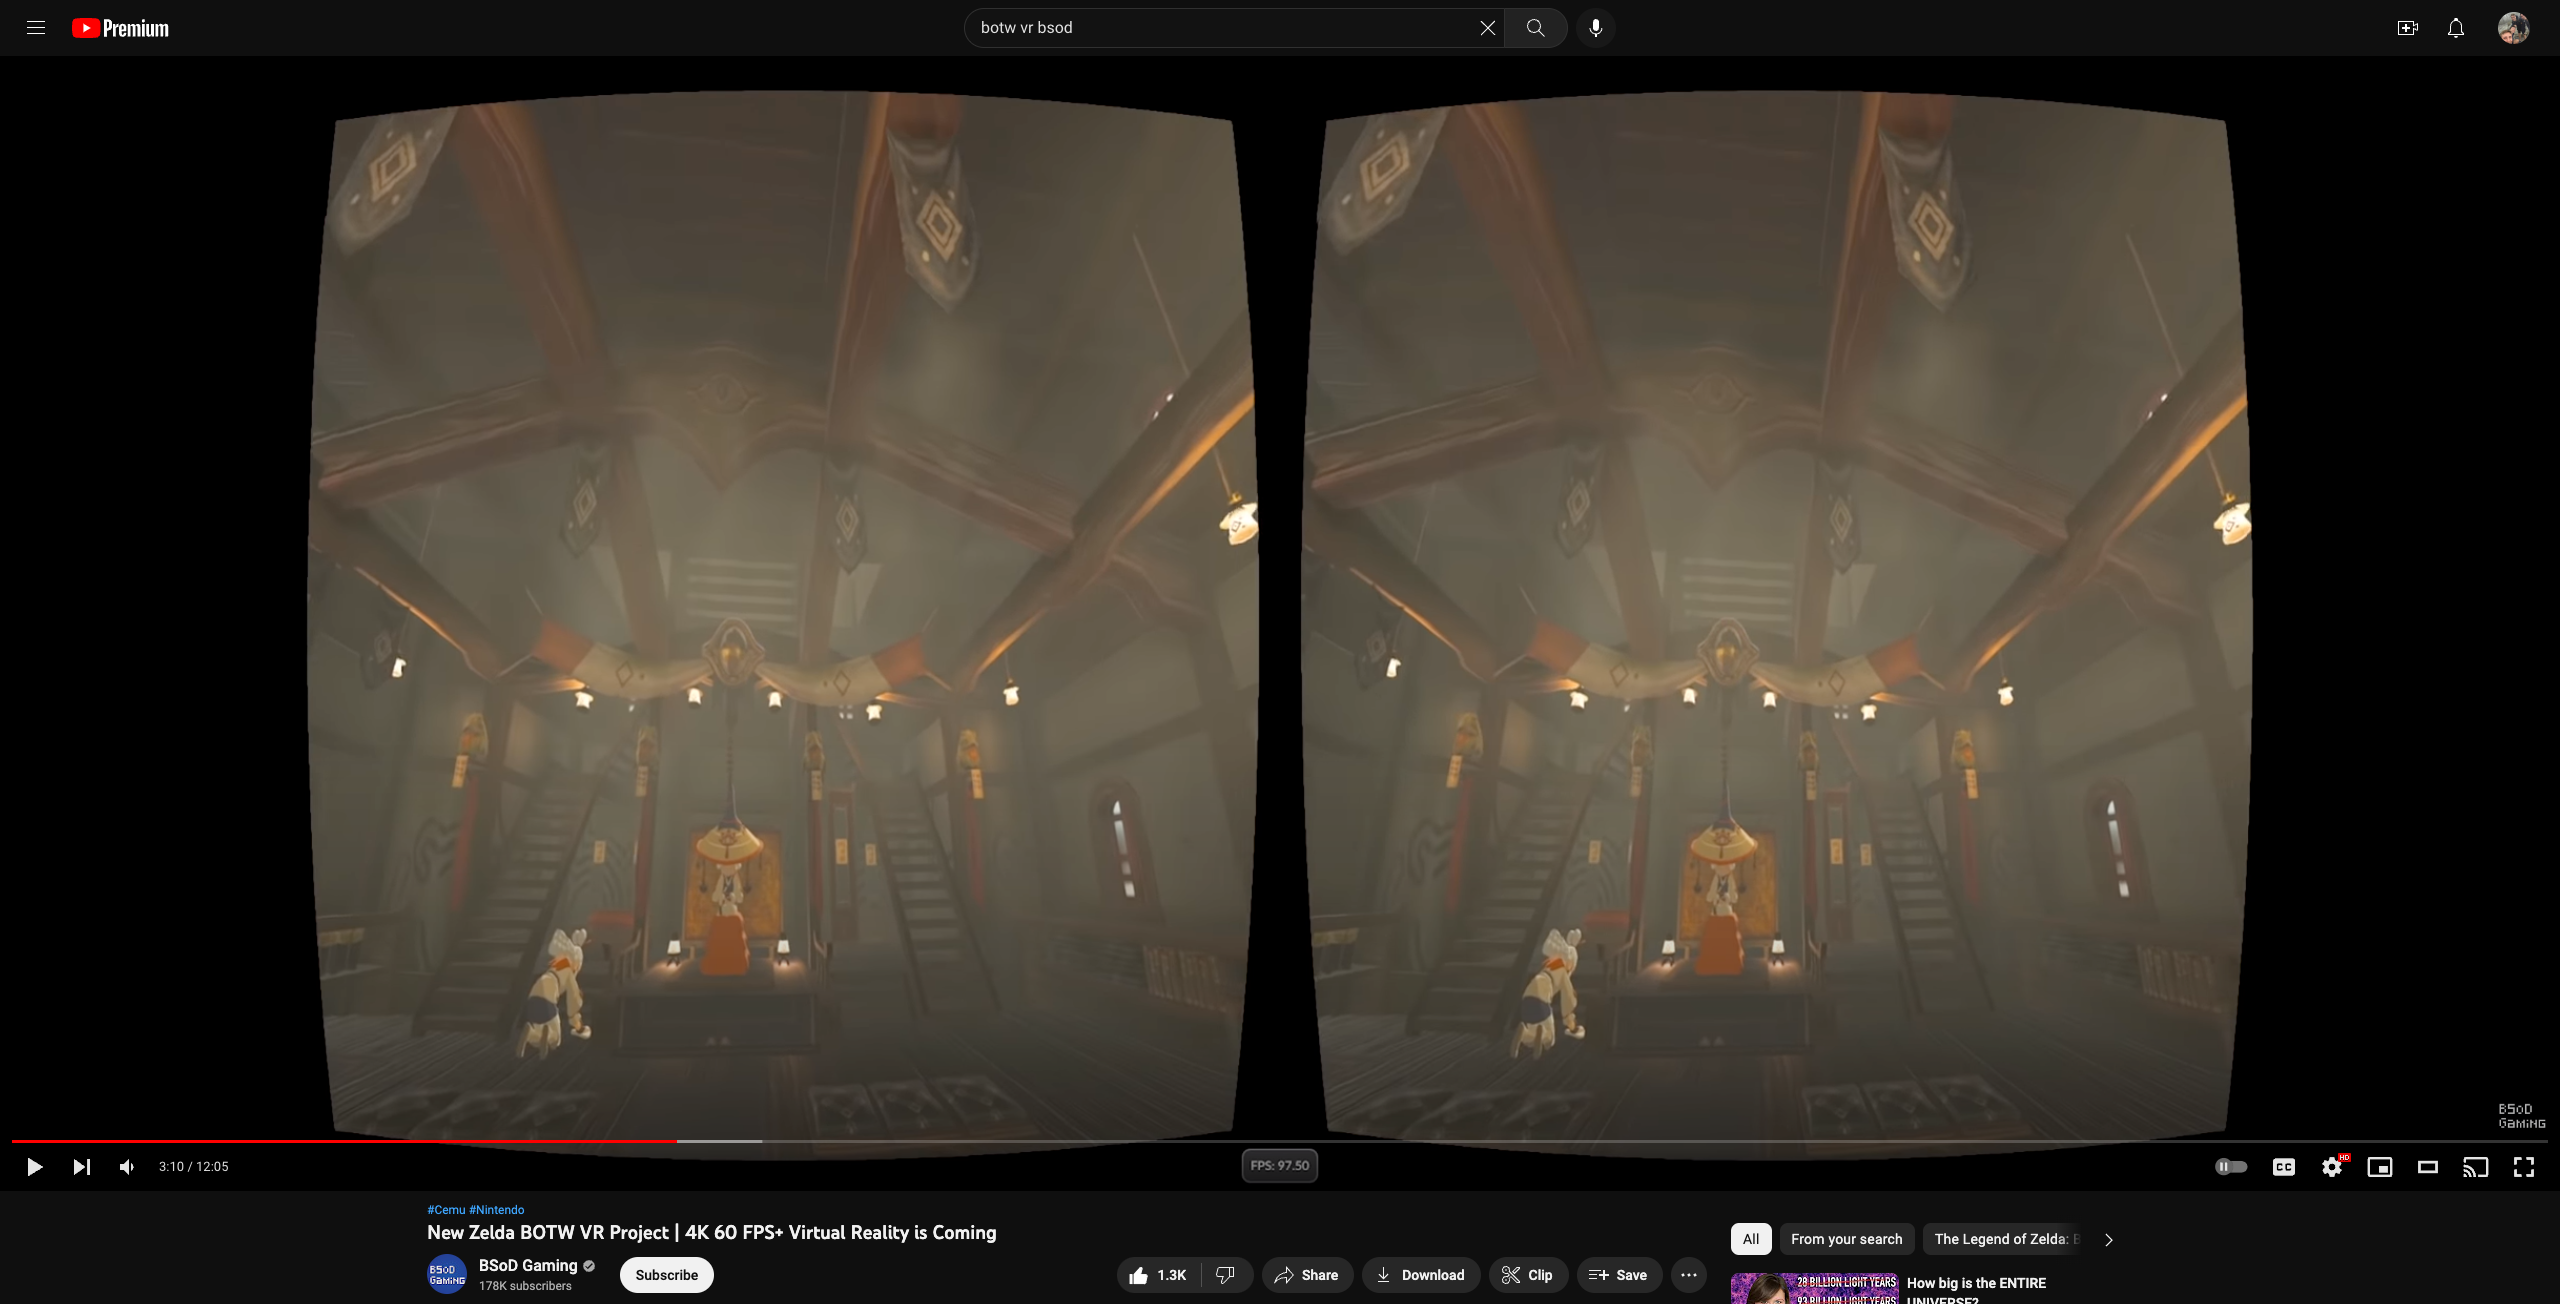 Premium
botw vr bsod
BSoD
GAMiNG
3:10 / 12:05
FPS: 97.50
CC
HD
#Cemu #Nintendo
New Zelda BOTW VR Project | 4K 60 FPS+ Virtual Reality is Coming
BSoD
GAMiNG
BSoD Gaming
178K subscribers
Subscribe
1.3K
Share
Download
Clip
Save
All
From your search
The Legend of Zelda: B
28 BILLION LIGHT YEARS
93 BILLION LIGHT YEARS
How big is the ENTIRE
UNIVERSE?